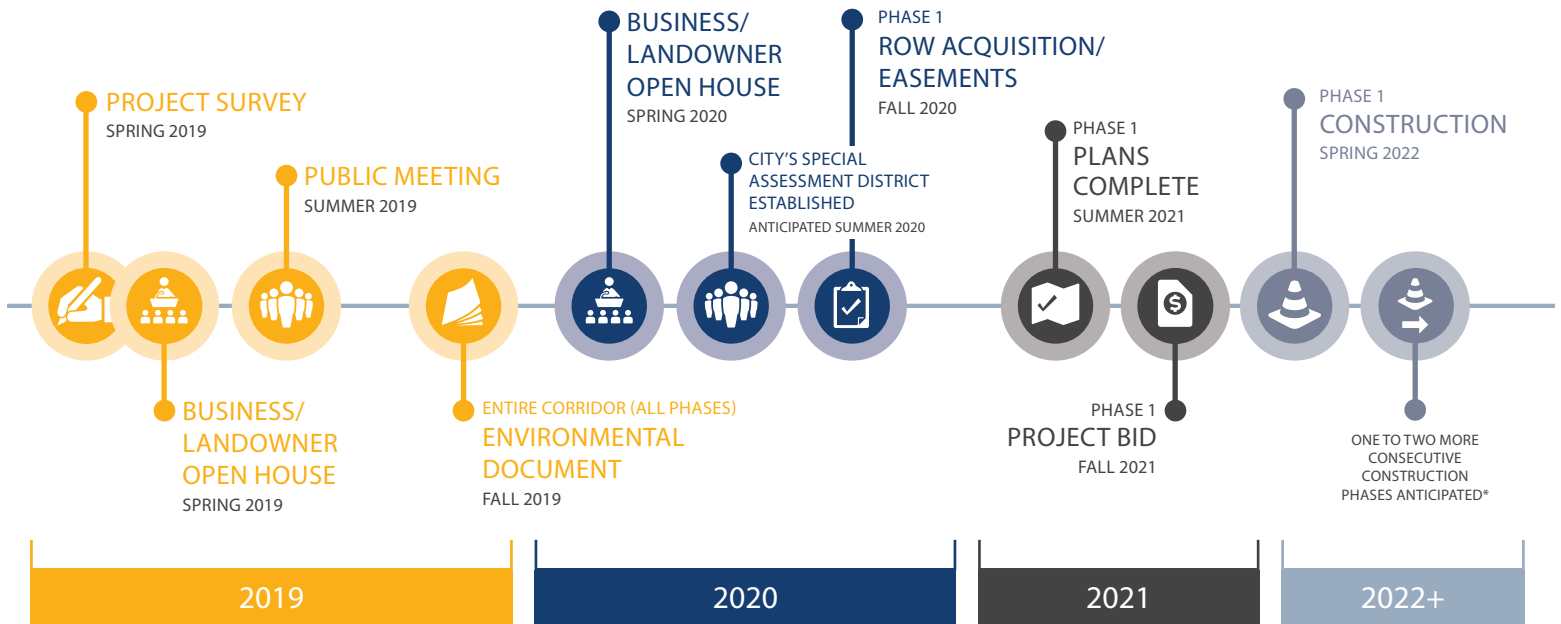 PROJECT SURVEY
SPRING 2019
BUSINESS/
LANDOWNER
OPEN HOUSE
SPRING 2019
PUBLIC MEETING
SUMMER 2019
ENTIRE CORRIDOR (ALL PHASES)
ENVIRONMENTAL
DOCUMENT
FALL 2019
BUSINESS/
LANDOWNER
OPEN HOUSE
SPRING 2020
CITY'S SPECIAL
ASSESSMENT DISTRICT
ESTABLISHED
ANTICIPATED SUMMER 2020
PHASE 1
ROW ACQUISITION/
EASEMENTS
FALL 2020
PHASE 1
PLANS
COMPLETE
SUMMER 2021
$
PHASE 1
PROJECT BID
FALL 2021
PHASE 1
CONSTRUCTION
SPRING 2022
ONE TO TWO MORE
CONSECUTIVE
CONSTRUCTION
PHASES ANTICIPATED*
2019
2020
2021
2022+